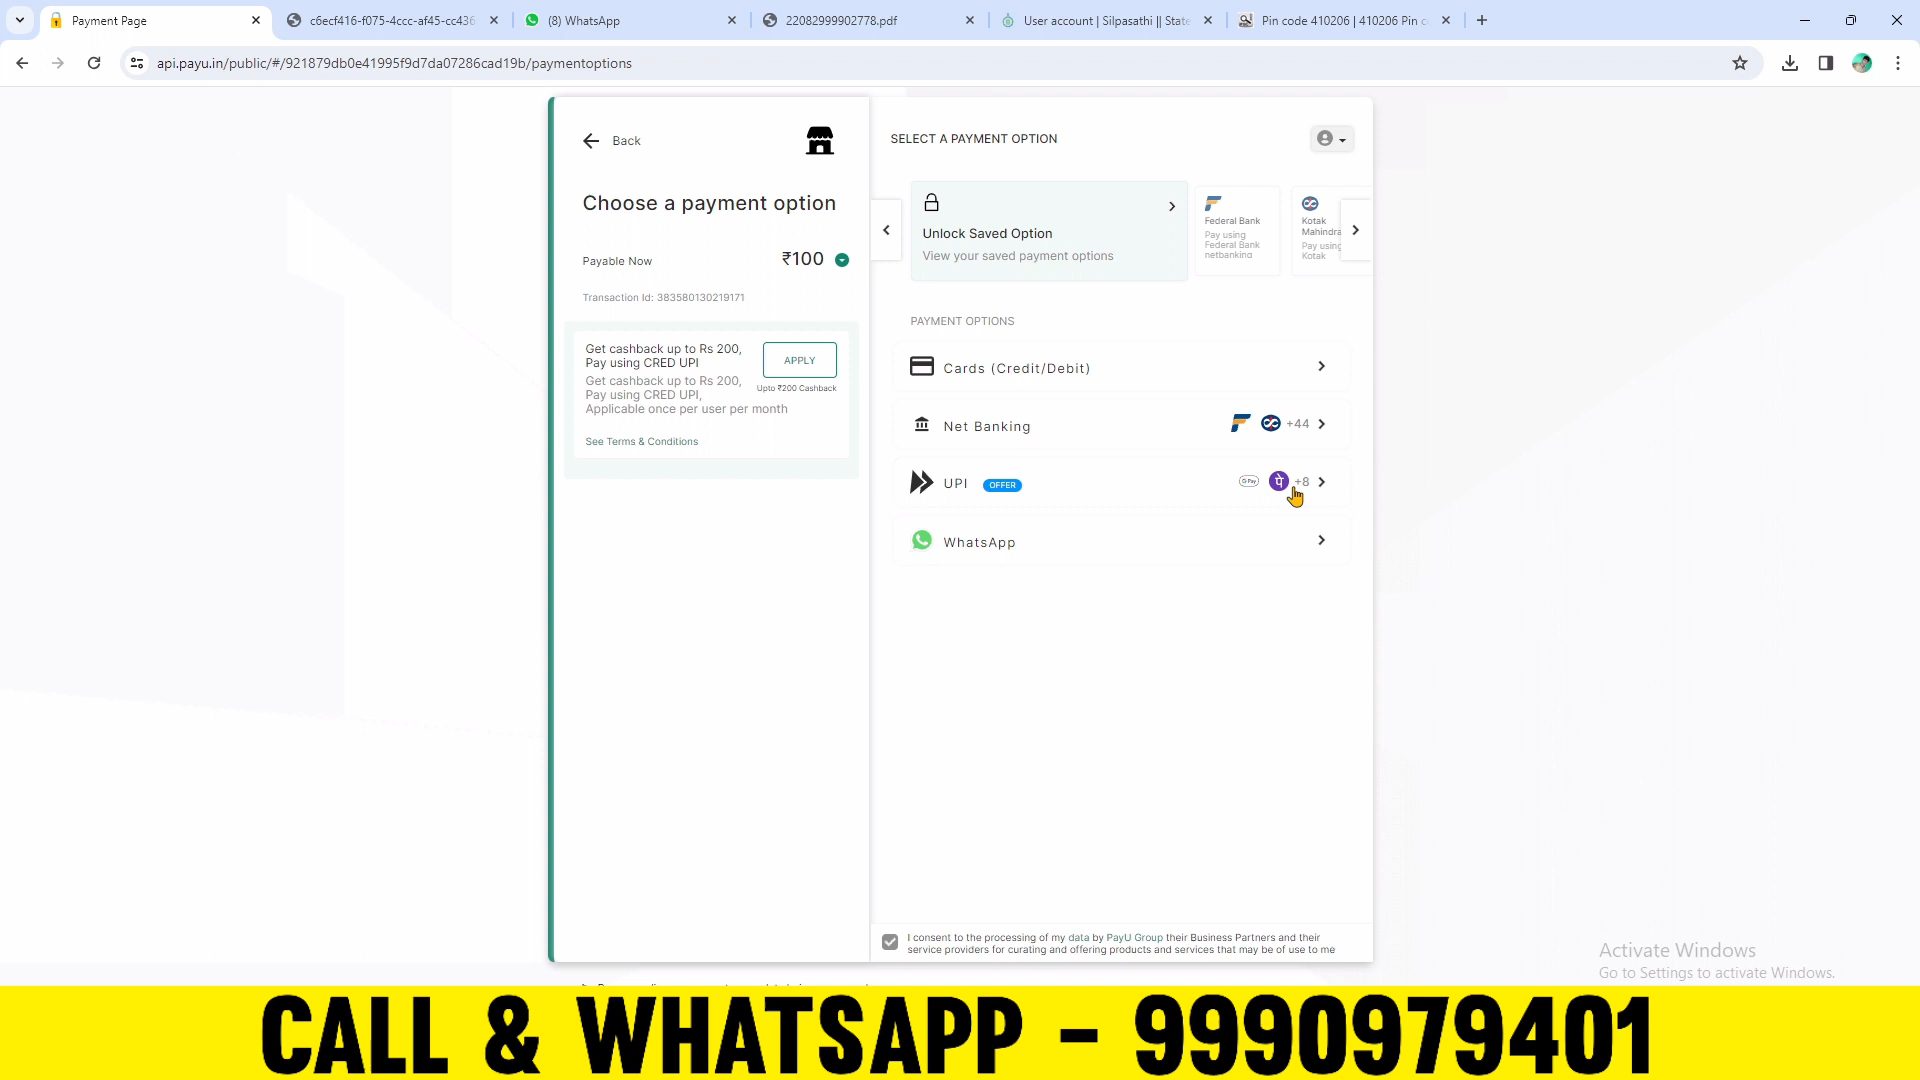 Payment Page
c6ecf416-f075-4ccc-af45-cc436
(8) WhatsApp
22082999902778.pdf
User account | Silpasathi || State
Pin code 410206 | 410206 Pin c
api.payu.in/public/#/921879db0e41995f9d7da07286cad19b/paymentoptions
Back
Choose a payment option
Payable Now
₹100
Transaction Id: 383580130219171
Get cashback up to Rs 200,
Pay using CRED UPI
Get cashback up to Rs 200,
Pay using CRED UPI,
Applicable once per user per month
APPLY
Upto ₹200 Cashback
See Terms & Conditions
SELECT A PAYMENT OPTION
Unlock Saved Option
View your saved payment options
Federal Bank
Pay using
Federal Bank
netbanking
Kotak
Mahindra
Pay using
Kotak
PAYMENT OPTIONS
Cards (Credit/Debit)
Net Banking
+44
UPI
OFFER
G Pay
पे
+8
WhatsApp
I consent to the processing of my data by PayU Group their Business Partners and their
service providers for curating and offering products and services that may be of use to me
Activate Windows
Go to Settings to activate Windows.
CALL & WHATSAPP - 9990979401